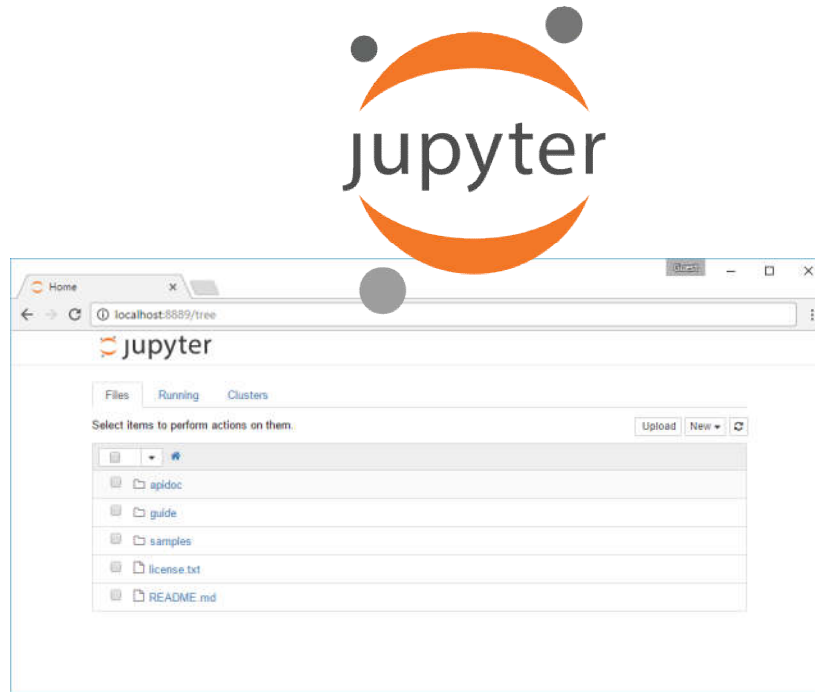 jupyter
Home
localhost:8889/tree
jupyter
Files Running Clusters
Select items to perform actions on them.
Upload New
apidoc
guide
samples
license.txt
README.md